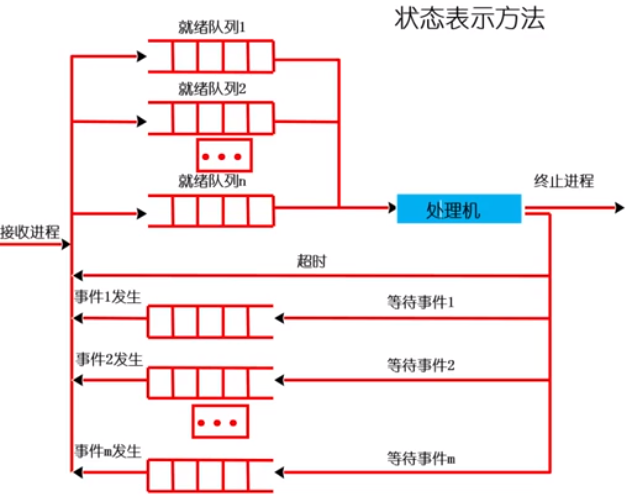 状态表示方法
就绪队列1
就绪队列2
就绪队列n
处理机
终止进程
接收进程
超时
事件1发生
等待事件1
事件2发生
等待事件2
事件m发生
等待事件m